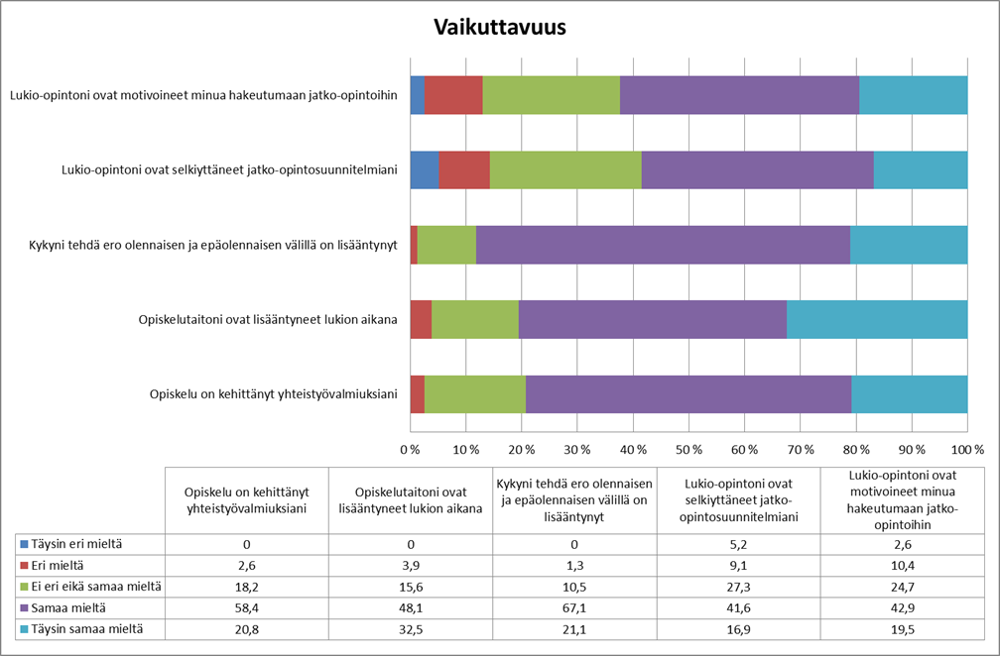 Vaikuttavuus
Lukio-opintoni ovat motivoineet minua hakeutumaan jatko-opintoihin
Lukio-opintoni ovat selkiyttäneet jatko-opintosuunnitelmiani
Kykyni tehdä ero olennaisen ja epäolennaisen välillä on lisääntynyt
Opiskelutaitoni ovat lisääntyneet lukion aikana
Opiskelu on kehittänyt yhteistyövalmiuksiani
0 % 10 % 20 % 30 % 40 % 50 % 60 % 70 % 80 % 90 % 100 %
Opiskelu on kehittänyt
yhteistyövalmiuksiani
Opiskelutaitoni ovat
lisääntyneet lukion aikana
Kykyni tehdä ero olennaisen
ja epäolennaisen välillä on
lisääntynyt
Lukio-opintoni ovat
selkiyttäneet jatko-
opintosuunnitelmiani
Lukio-opintoni ovat
motivoineet minua
hakeutumaan jatko-
opintoihin
Täysin eri mieltä 0 0 0 5,2 2,6
Eri mieltä 2,6 3,9 1,3 9,1 10,4
Ei eri eikä samaa mieltä 18,2 15,6 10,5 27,3 24,7
Samaa mieltä 58,4 48,1 67,1 41,6 42,9
Täysin samaa mieltä 20,8 32,5 21,1 16,9 19,5